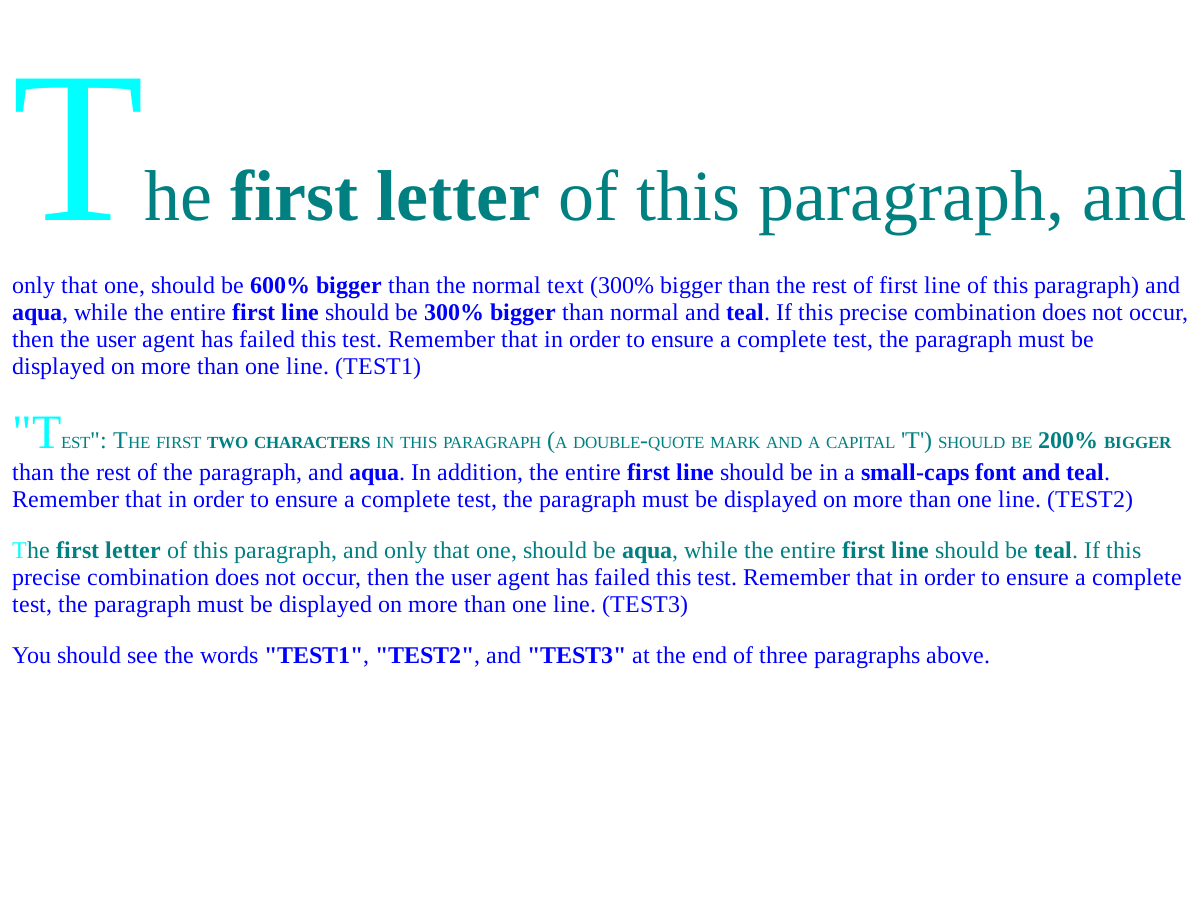 The first letter of this paragraph, and
only that one, should be 600% bigger than the normal text (300% bigger than the rest of first line of this paragraph) and
aqua, while the entire first line should be 300% bigger than normal and teal. If this precise combination does not occur,
then the user agent has failed this test. Remember that in order to ensure a complete test, the paragraph must be
displayed on more than one line. (TEST1)
"Test": The first two characters in this paragraph (a double-quote mark and a capital 'T') should be 200% bigger
than the rest of the paragraph, and aqua. In addition, the entire first line should be in a small-caps font and teal.
Remember that in order to ensure a complete test, the paragraph must be displayed on more than one line. (TEST2)
The first letter of this paragraph, and only that one, should be aqua, while the entire first line should be teal. If this
precise combination does not occur, then the user agent has failed this test. Remember that in order to ensure a complete
test, the paragraph must be displayed on more than one line. (TEST3)
You should see the words "TEST1", "TEST2", and "TEST3" at the end of three paragraphs above.